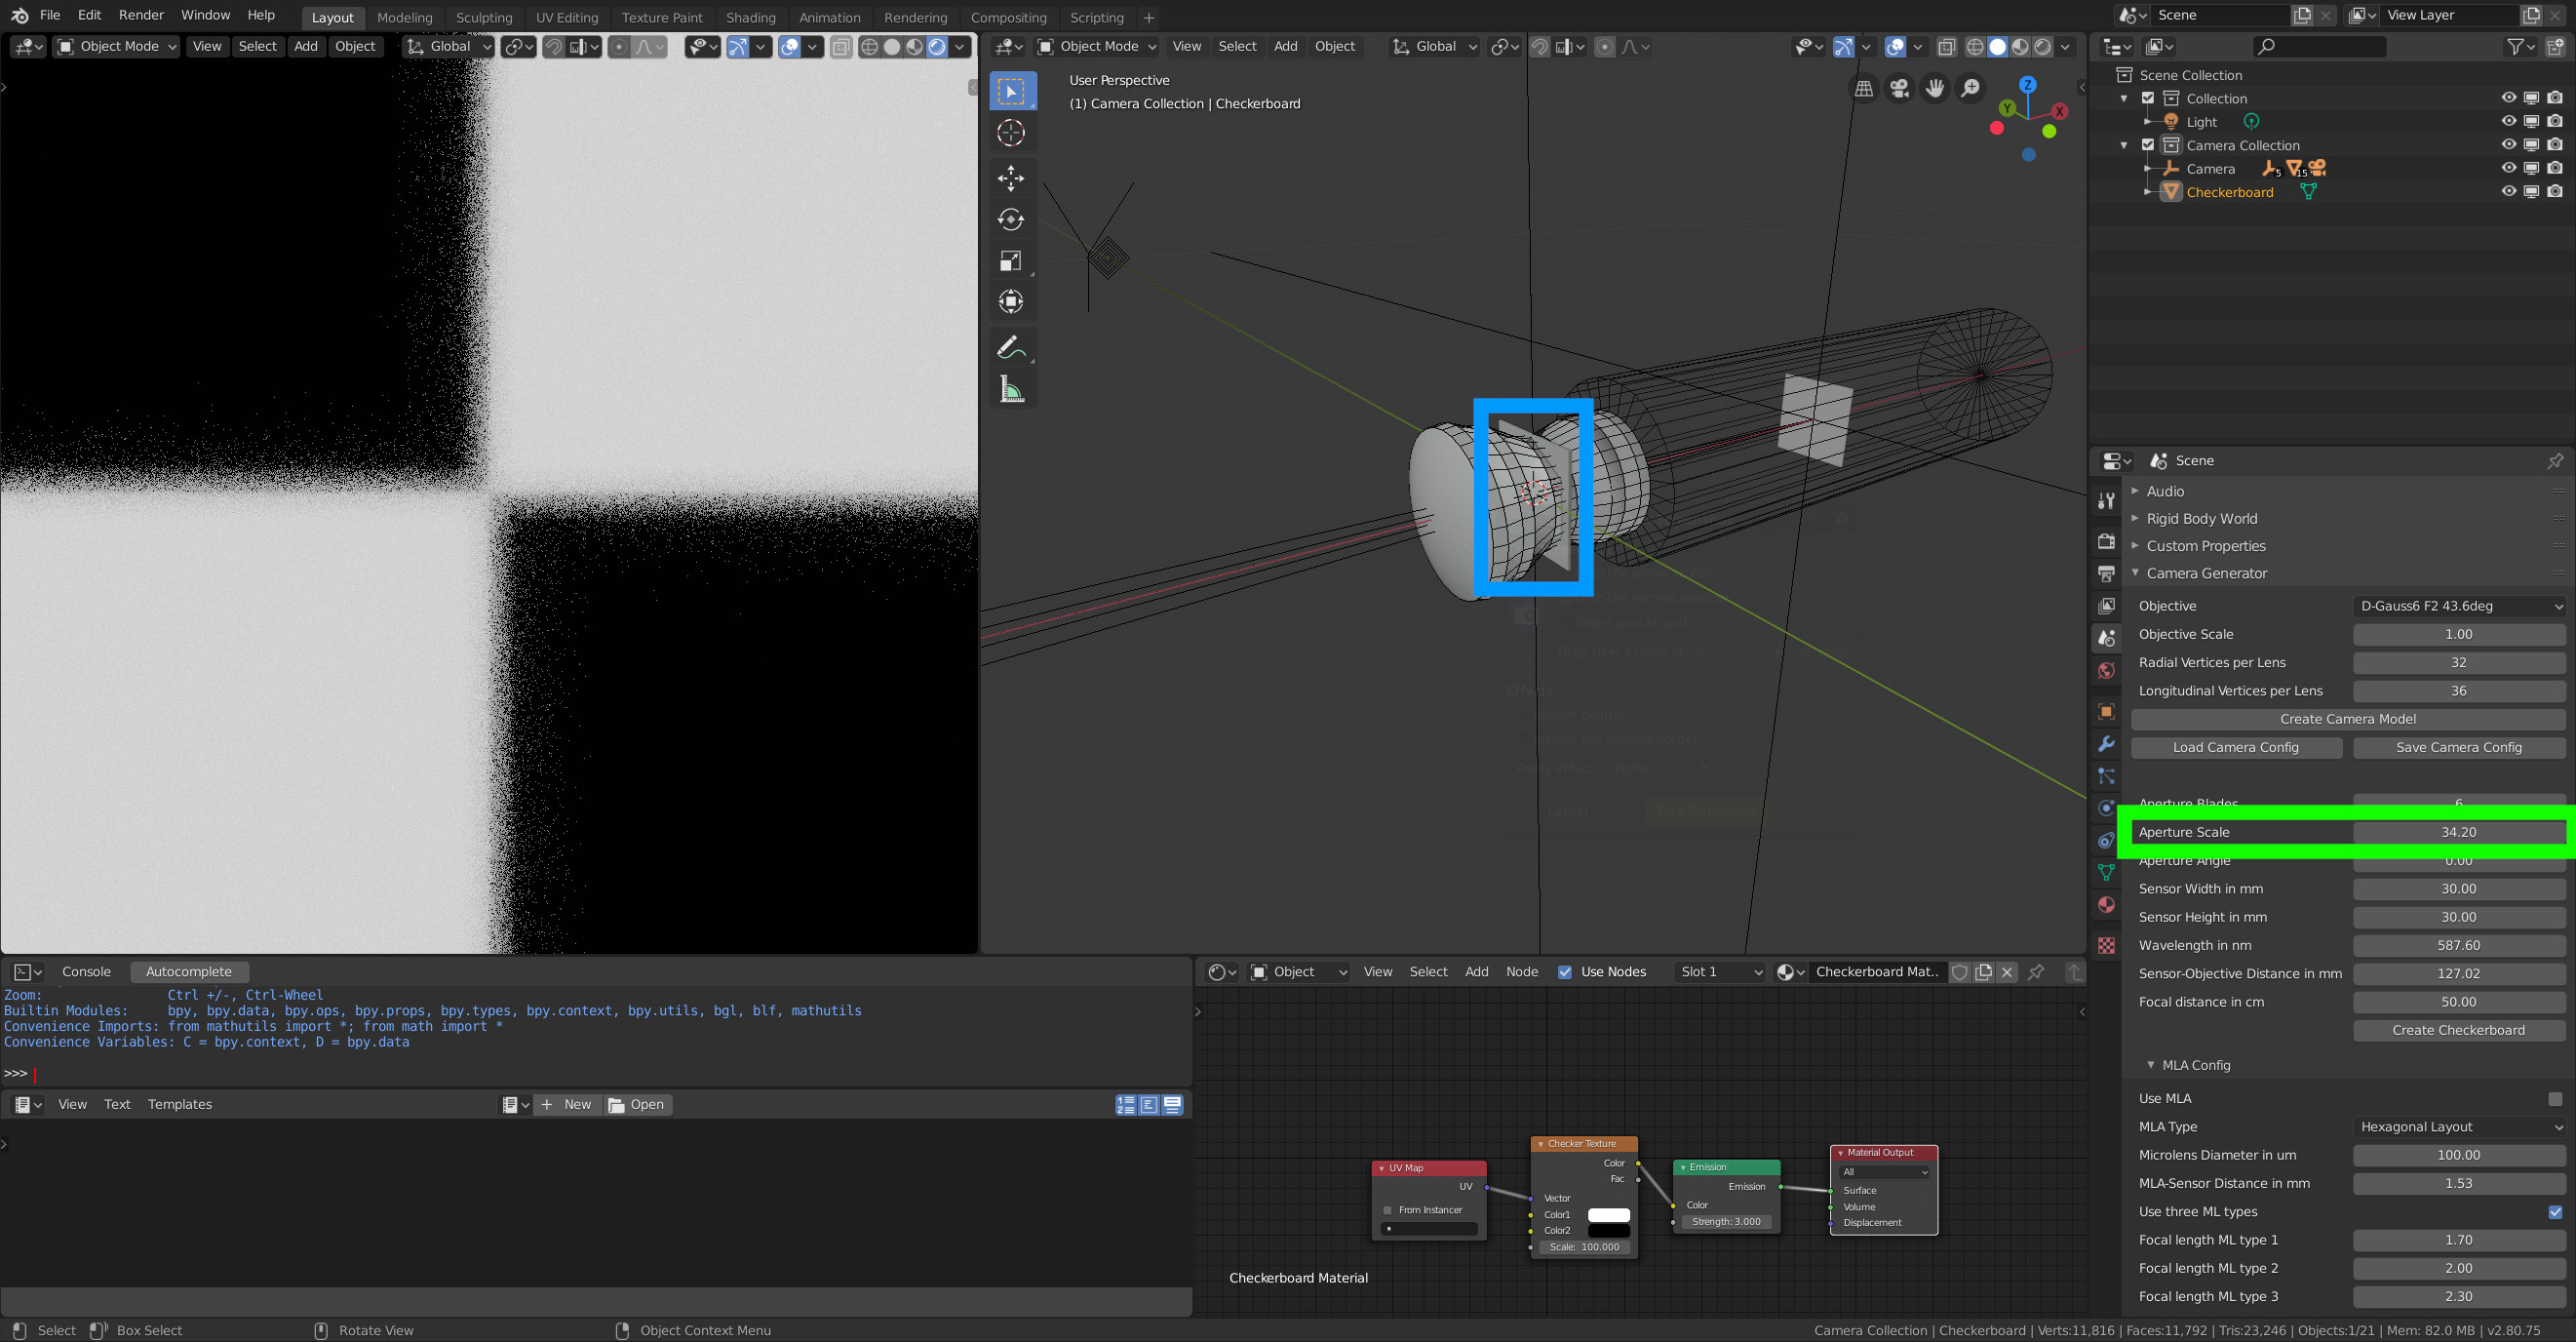 File Edit Render Window Help Layout Modeling Sculpting UV Editing Texture Paint Shading Animation Rendering Compositing Scripting + Scene View Layer
Object Mode View Select Add Object Global
Object Mode View Select Add Object Global
User Perspective
(1) Camera Collection | Checkerboard
Z
Y
X
Scene Collection
Collection
Light
Camera Collection
Camera 5 15
Checkerboard
Scene
Audio
Rigid Body World
Custom Properties
Camera Generator
Objective D-Gauss6 F2 43.6deg
Objective Scale 1.00
Radial Vertices per Lens 32
Longitudinal Vertices per Lens 36
Create Camera Model
Load Camera Config Save Camera Config
Aperture Blades 6
Aperture Scale 34.20
Aperture Angle 0.00
Sensor Width in mm 30.00
Sensor Height in mm 30.00
Wavelength in nm 587.60
Sensor-Objective Distance in mm 127.02
Focal distance in cm 50.00
Create Checkerboard
MLA Config
Use MLA
MLA Type Hexagonal Layout
Microlens Diameter in um 100.00
MLA-Sensor Distance in mm 1.53
Use three ML types
Focal length ML type 1 1.70
Focal length ML type 2 2.00
Focal length ML type 3 2.30
Console Autocomplete
Zoom: Ctrl +/-, Ctrl-Wheel
Builtin Modules: bpy, bpy.data, bpy.ops, bpy.props, bpy.types, bpy.context, bpy.utils, bgl, blf, mathutils
Convenience Imports: from mathutils import *; from math import *
Convenience Variables: C = bpy.context, D = bpy.data
>>>
View Text Templates + New Open
Object View Select Add Node Use Nodes Slot 1 Checkerboard Mat..
UV Map
UV
From Instancer
Checker Texture
Color
Fac
Vector
Color1
Color2
Scale: 100.000
Emission
Emission
Color
Strength: 3.000
Material Output
All
Surface
Volume
Displacement
Checkerboard Material
Select Box Select Rotate View Object Context Menu
Camera Collection | Checkerboard | Verts:11,816 | Faces:11,792 | Tris:23,246 | Objects:1/21 | Mem: 82.0 MB | v2.80.75